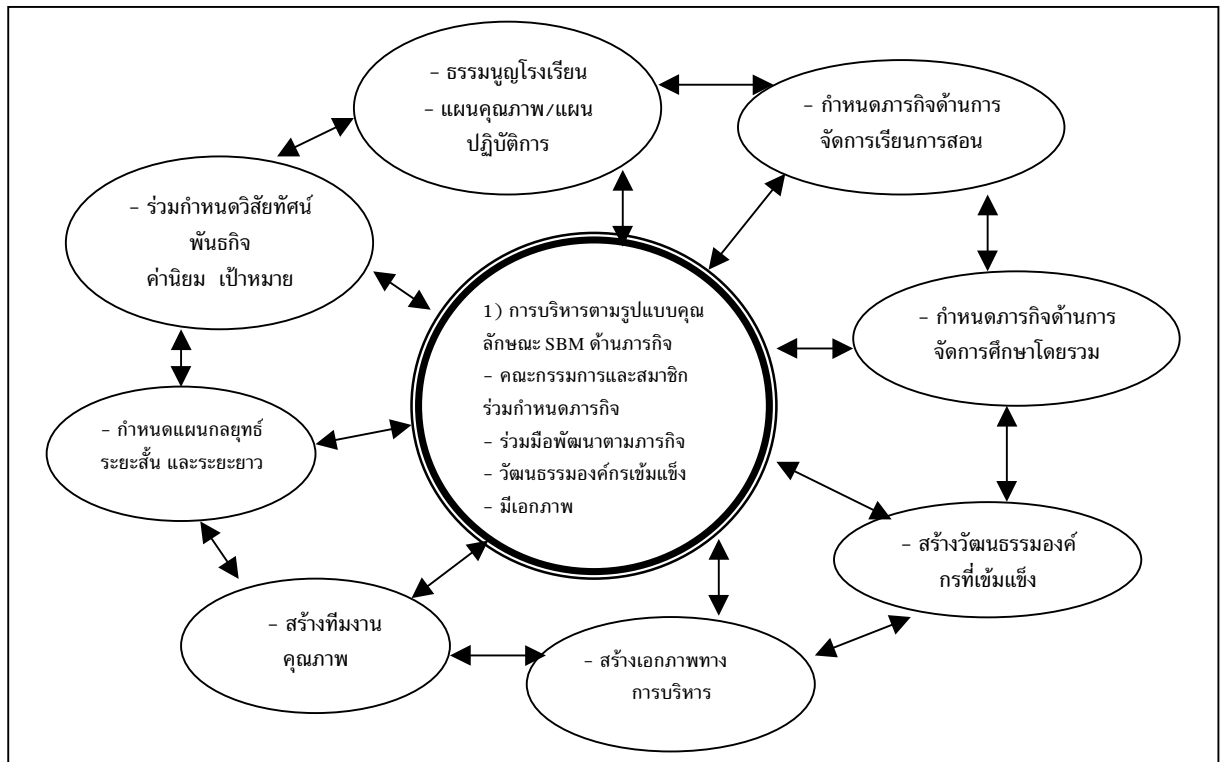 - ธรรมนูญโรงเรียน
- แผนคุณภาพ/แผน
ปฏิบัติการ
- กำหนดภารกิจด้านการ
จัดการเรียนการสอน
- ร่วมกำหนดวิสัยทัศน์
พันธกิจ
ค่านิยม เป้าหมาย
1) การบริหารตามรูปแบบคุณ
ลักษณะ SBM ด้านภารกิจ
- คณะกรรมการและสมาชิก
ร่วมกำหนดภารกิจ
- ร่วมมือพัฒนาตามภารกิจ
- วัฒนธรรมองค์กรเข้มแข็ง
- มีเอกภาพ
- กำหนดภารกิจด้านการ
จัดการศึกษาโดยรวม
- กำหนดแผนกลยุทธ์
ระยะสั้น และระยะยาว
- สร้างวัฒนธรรมองค์
กรที่เข้มแข็ง
- สร้างทีมงาน
คุณภาพ
- สร้างเอกภาพทาง
การบริหาร